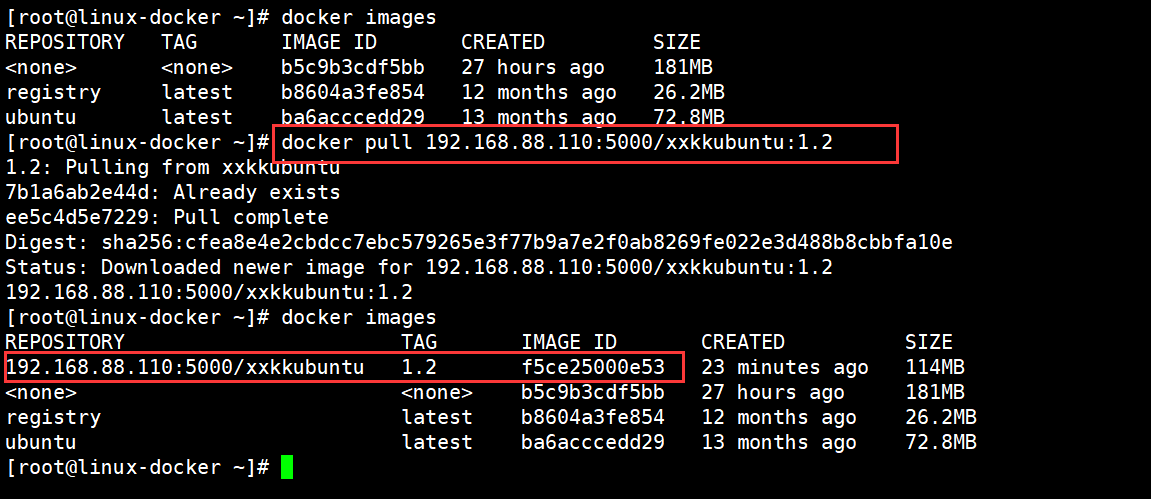 [root@linux-docker ~]# docker images
REPOSITORY   TAG       IMAGE ID       CREATED         SIZE
<none>       <none>    b5c9b3cdf5bb   27 hours ago    181MB
registry     latest    b8604a3fe854   12 months ago   26.2MB
ubuntu       latest    ba6acccedd29   13 months ago   72.8MB
[root@linux-docker ~]# docker pull 192.168.88.110:5000/xxkkubuntu:1.2
1.2: Pulling from xxkkubuntu
7b1a6ab2e44d: Already exists
ee5c4d5e7229: Pull complete
Digest: sha256:cfea8e4e2cbdcc7ebc579265e3f77b9a7e2f0ab8269fe022e3d488b8cbbfa10e
Status: Downloaded newer image for 192.168.88.110:5000/xxkkubuntu:1.2
192.168.88.110:5000/xxkkubuntu:1.2
[root@linux-docker ~]# docker images
REPOSITORY                       TAG       IMAGE ID       CREATED          SIZE
192.168.88.110:5000/xxkkubuntu   1.2       f5ce25000e53   23 minutes ago   114MB
<none>                           <none>    b5c9b3cdf5bb   27 hours ago     181MB
registry                         latest    b8604a3fe854   12 months ago    26.2MB
ubuntu                           latest    ba6acccedd29   13 months ago    72.8MB
[root@linux-docker ~]#